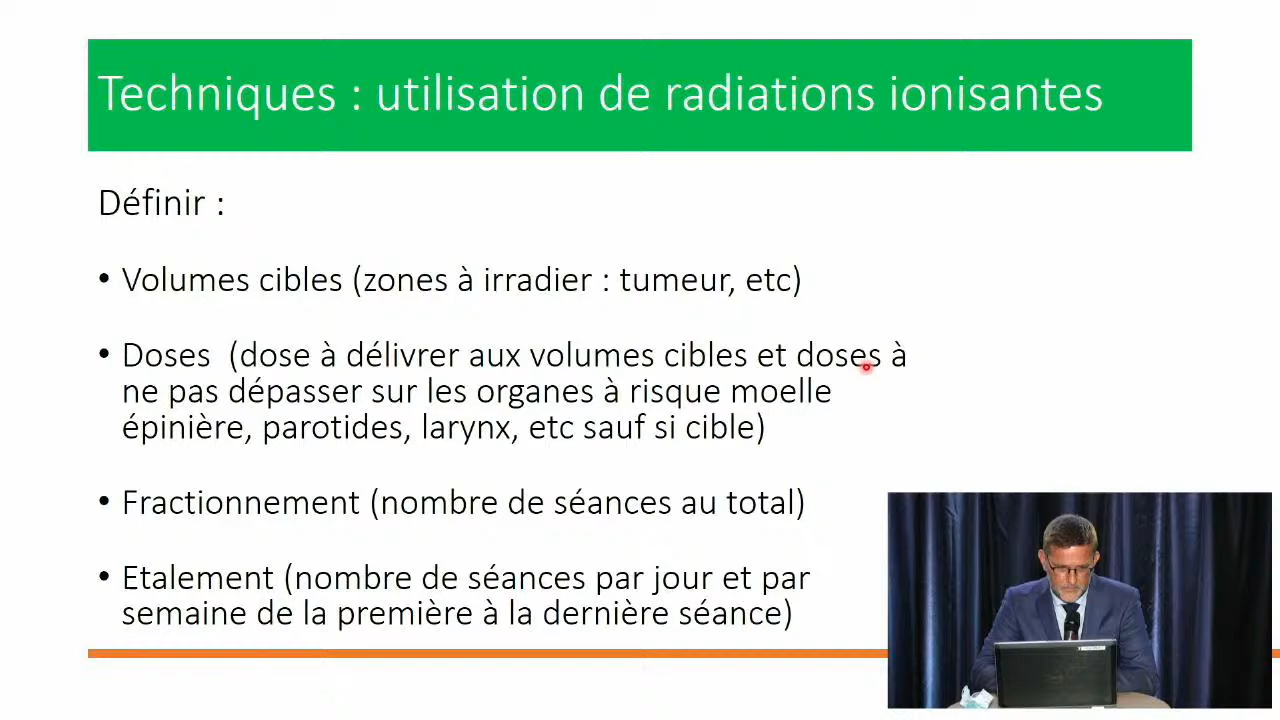 Techniques : utilisation de radiations ionisantes
Définir :
• Volumes cibles (zones à irradier : tumeur, etc)
• Doses (dose à délivrer aux volumes cibles et doses à
ne pas dépasser sur les organes à risque moelle
épinière, parotides, larynx, etc sauf si cible)
• Fractionnement (nombre de séances au total)
• Etalement (nombre de séances par jour et par
semaine de la première à la dernière séance)